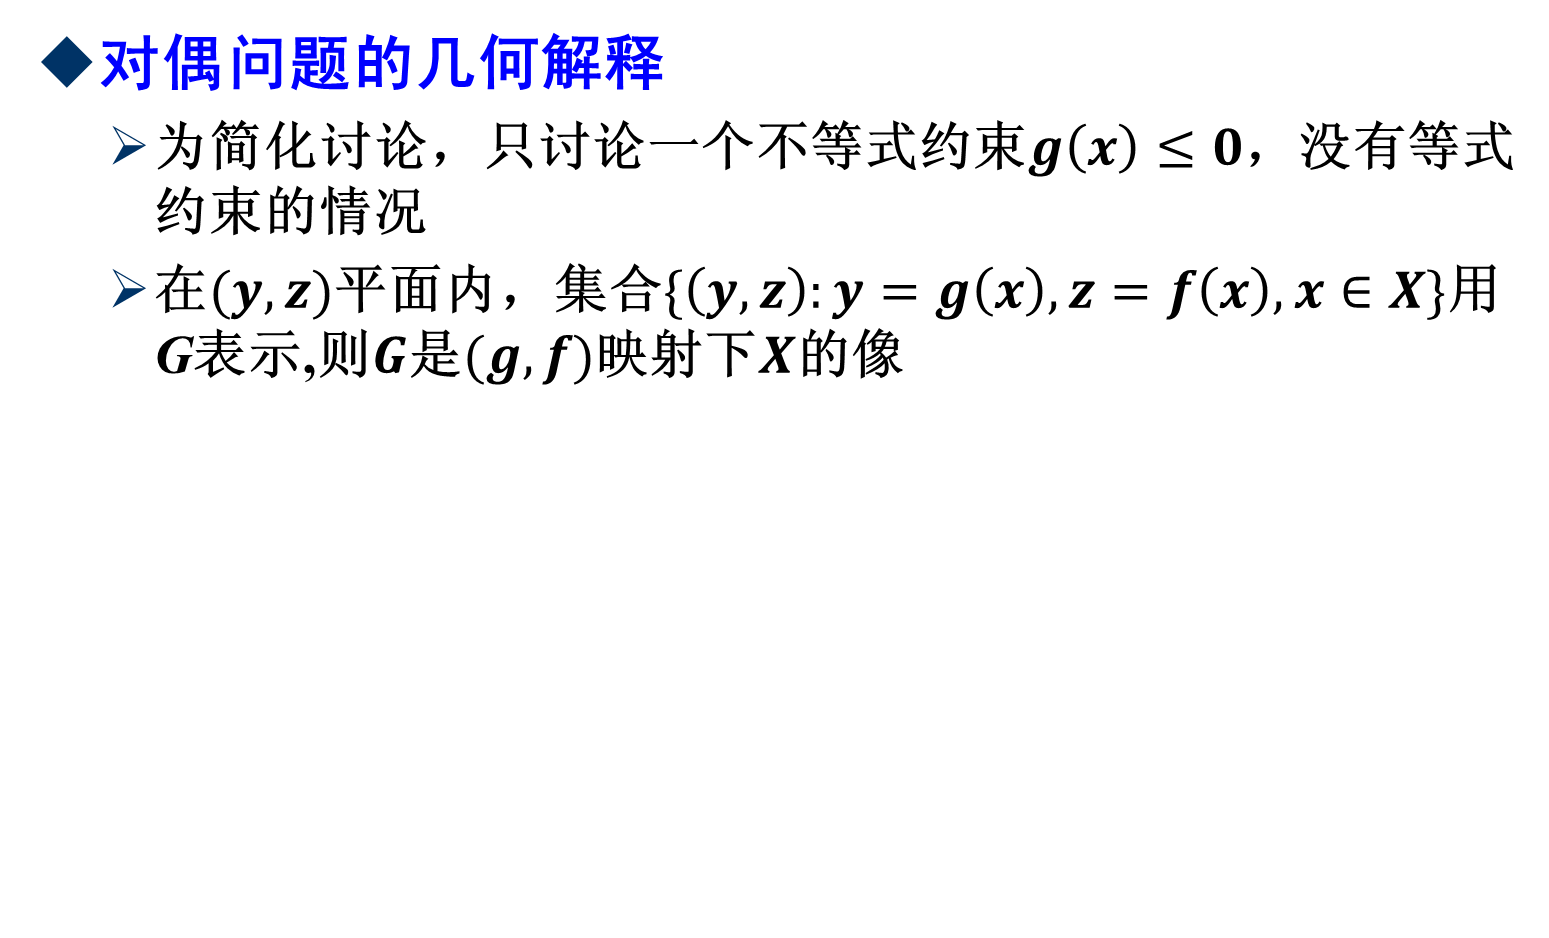 对偶问题的几何解释
为简化讨论，只讨论一个不等式约束g(x) ≤ 0，没有等式
约束的情况
在(y,z)平面内，集合{(y,z): y = g(x), z = f(x), x ∈ X}用
G表示,则G是(g,f)映射下X的像